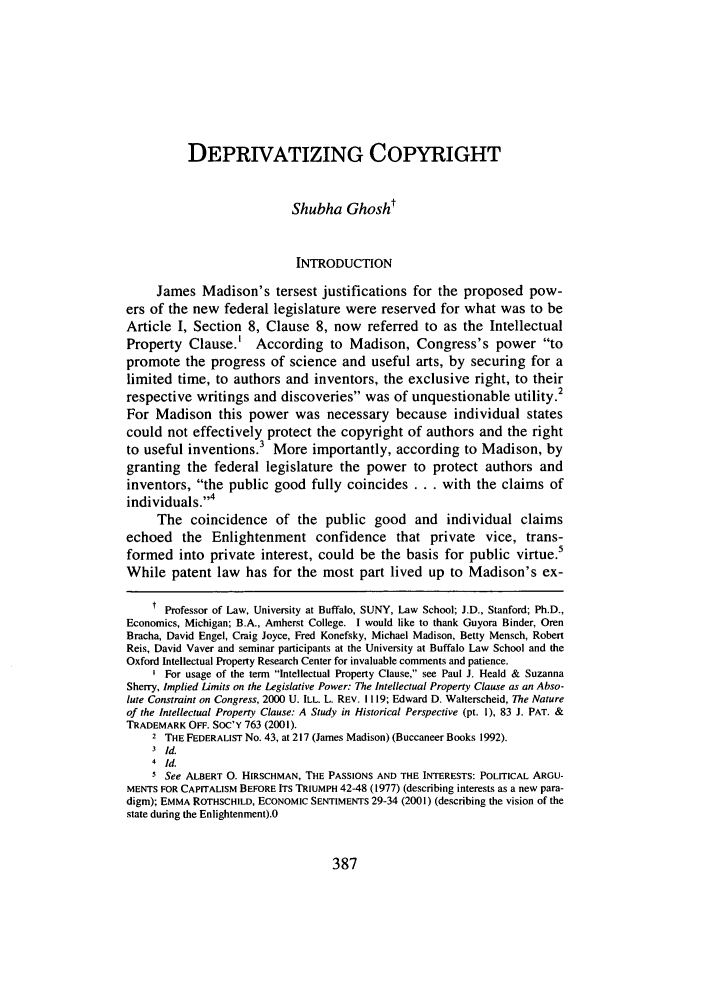 DEPRIVATIZING COPYRIGHT
Shubha Ghosh†
INTRODUCTION
James Madison's tersest justifications for the proposed pow-
ers of the new federal legislature were reserved for what was to be
Article I, Section 8, Clause 8, now referred to as the Intellectual
Property Clause.1 According to Madison, Congress's power “to
promote the progress of science and useful arts, by securing for a
limited time, to authors and inventors, the exclusive right, to their
respective writings and discoveries” was of unquestionable utility.2
For Madison this power was necessary because individual states
could not effectively protect the copyright of authors and the right
to useful inventions.3 More importantly, according to Madison, by
granting the federal legislature the power to protect authors and
inventors, “the public good fully coincides . . . with the claims of
individuals.”4
The coincidence of the public good and individual claims
echoed the Enlightenment confidence that private vice, trans-
formed into private interest, could be the basis for public virtue.5
While patent law has for the most part lived up to Madison's ex-
† Professor of Law, University at Buffalo, SUNY, Law School; J.D., Stanford; Ph.D.,
Economics, Michigan; B.A., Amherst College. I would like to thank Guyora Binder, Oren
Bracha, David Engel, Craig Joyce, Fred Konefsky, Michael Madison, Betty Mensch, Robert
Reis, David Vaver and seminar participants at the University at Buffalo Law School and the
Oxford Intellectual Property Research Center for invaluable comments and patience.
1 For usage of the term “Intellectual Property Clause,” see Paul J. Heald & Suzanna
Sherry, Implied Limits on the Legislative Power: The Intellectual Property Clause as an Abso-
lute Constraint on Congress, 2000 U. ILL. L. REV. 1119; Edward D. Walterscheid, The Nature
of the Intellectual Property Clause: A Study in Historical Perspective (pt. 1), 83 J. PAT. &
TRADEMARK OFF. SOC'Y 763 (2001).
2 THE FEDERALIST No. 43, at 217 (James Madison) (Buccaneer Books 1992).
3 Id.
4 Id.
5 See ALBERT O. HIRSCHMAN, THE PASSIONS AND THE INTERESTS: POLITICAL ARGU-
MENTS FOR CAPITALISM BEFORE ITS TRIUMPH 42-48 (1977) (describing interests as a new para-
digm); EMMA ROTHSCHILD, ECONOMIC SENTIMENTS 29-34 (2001) (describing the vision of the
state during the Enlightenment).0
387